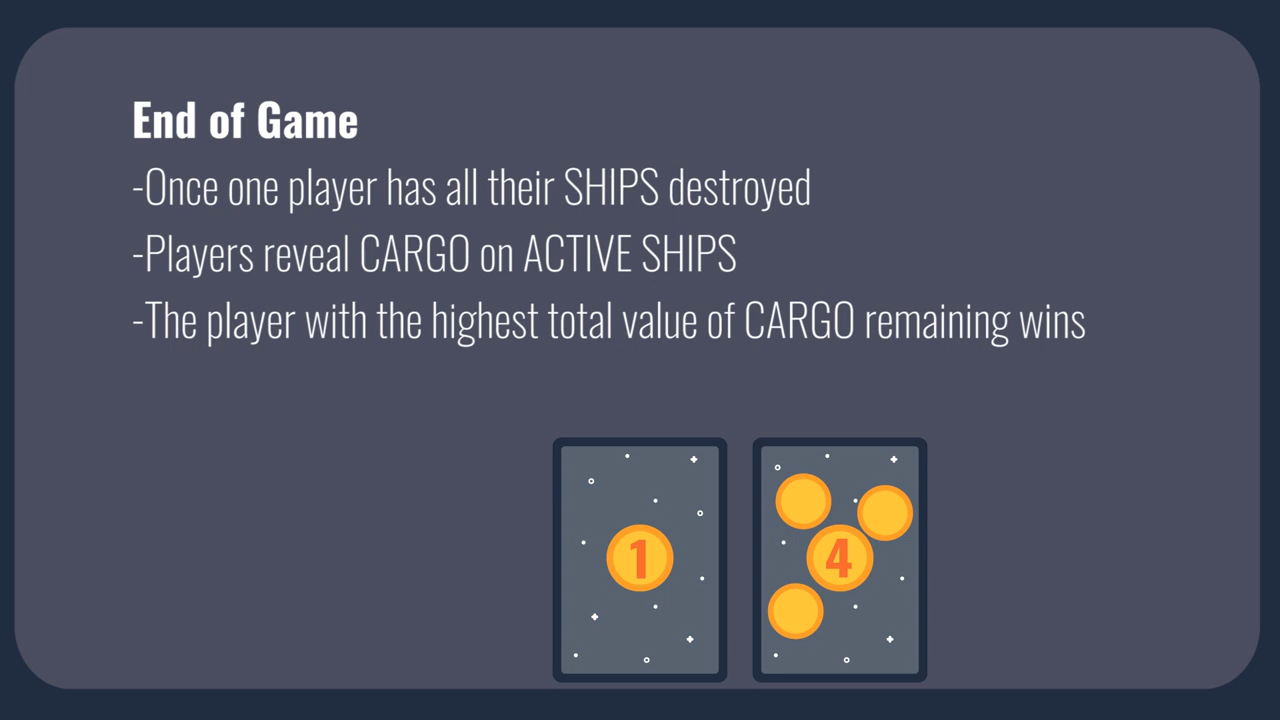 End of Game
-Once one player has all their SHIPS destroyed
-Players reveal CARGO on ACTIVE SHIPS
-The player with the highest total value of CARGO remaining wins
1
4